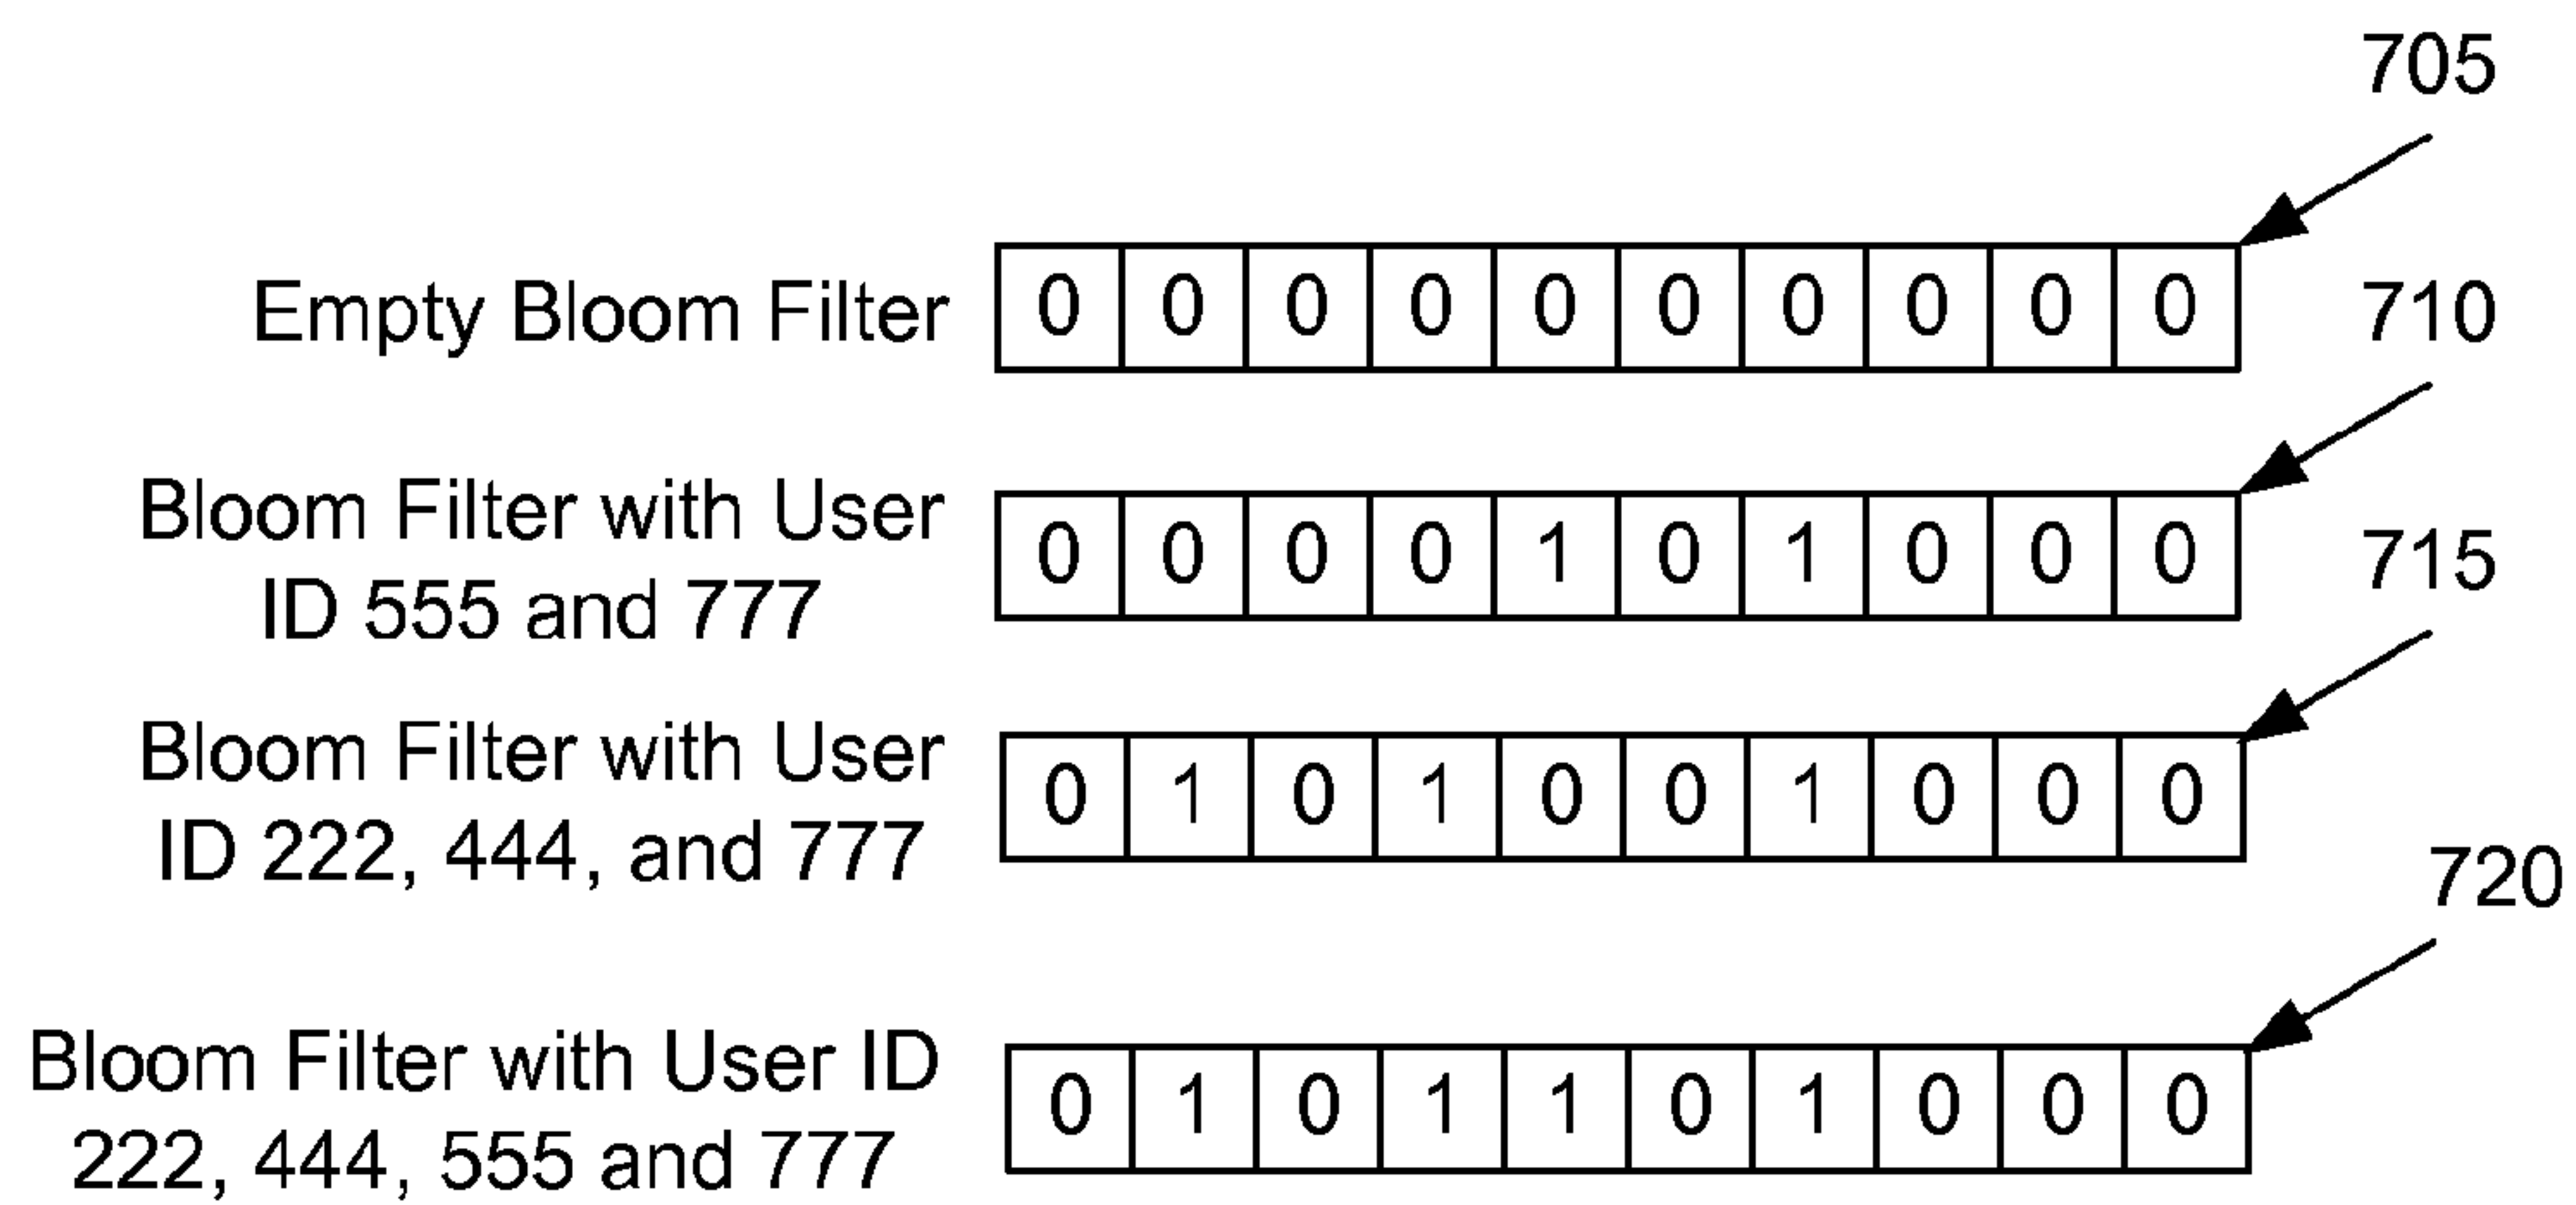 705
Empty Bloom Filter 0 0 0 0 0 0 0 0 0 0
710
Bloom Filter with User
ID 555 and 777
0 0 0 0 1 0 1 0 0 0
715
Bloom Filter with User
ID 222, 444, and 777
0 1 0 1 0 0 1 0 0 0
720
Bloom Filter with User ID
222, 444, 555 and 777
0 1 0 1 1 0 1 0 0 0